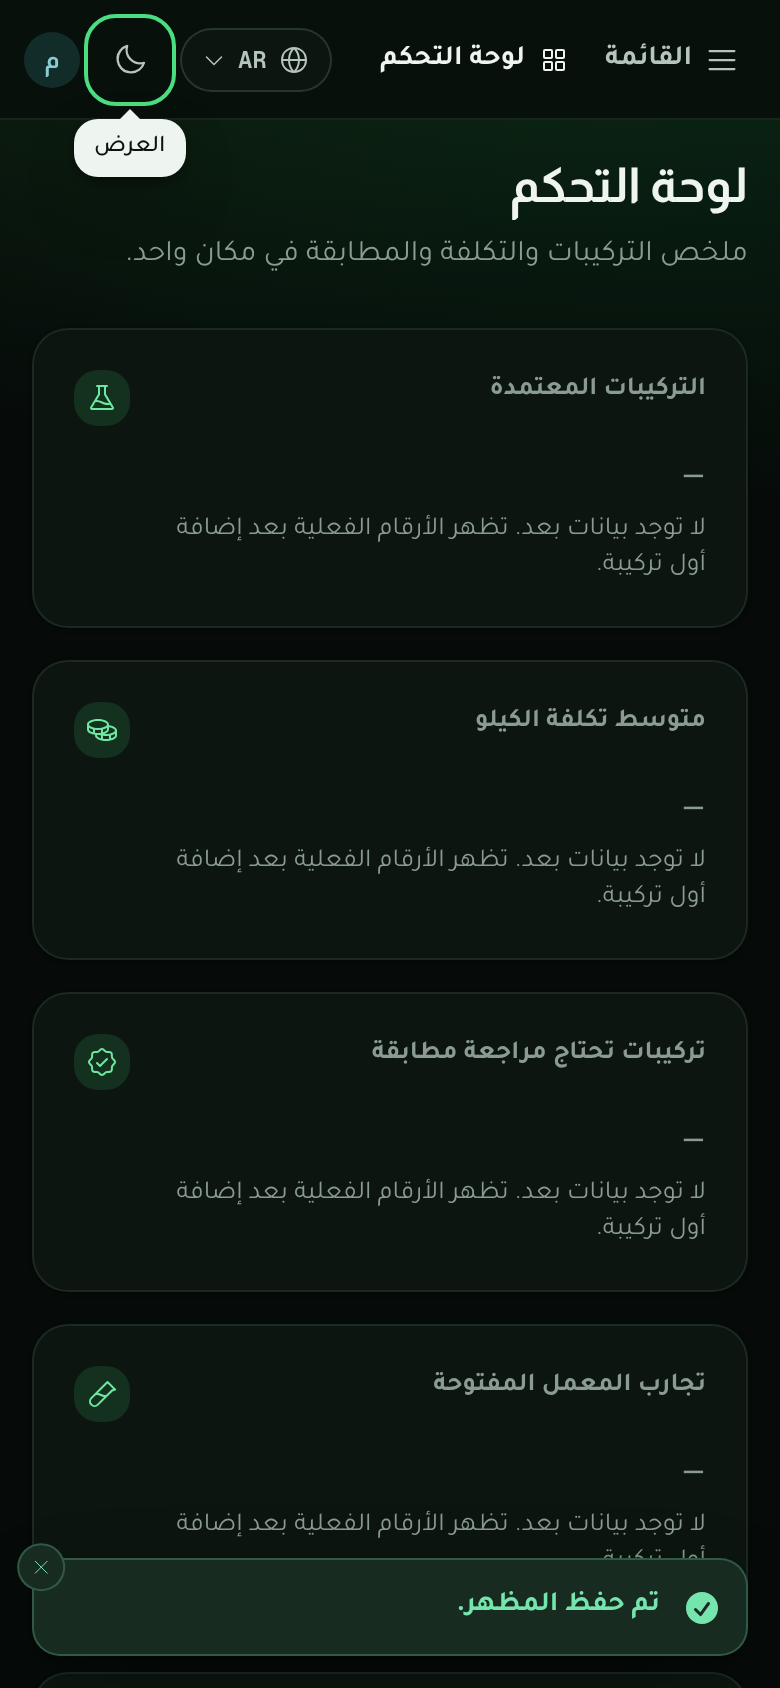 القائمة
لوحة التحكم
AR
م
العرض
لوحة التحكم
ملخص التركيبات والتكلفة والمطابقة في مكان واحد.
التركيبات المعتمدة
—
لا توجد بيانات بعد. تظهر الأرقام الفعلية بعد إضافة
أول تركيبة.
متوسط تكلفة الكيلو
—
لا توجد بيانات بعد. تظهر الأرقام الفعلية بعد إضافة
أول تركيبة.
تركيبات تحتاج مراجعة مطابقة
—
لا توجد بيانات بعد. تظهر الأرقام الفعلية بعد إضافة
أول تركيبة.
تجارب المعمل المفتوحة
—
لا توجد بيانات بعد. تظهر الأرقام الفعلية بعد إضافة
تم حفظ المظهر.